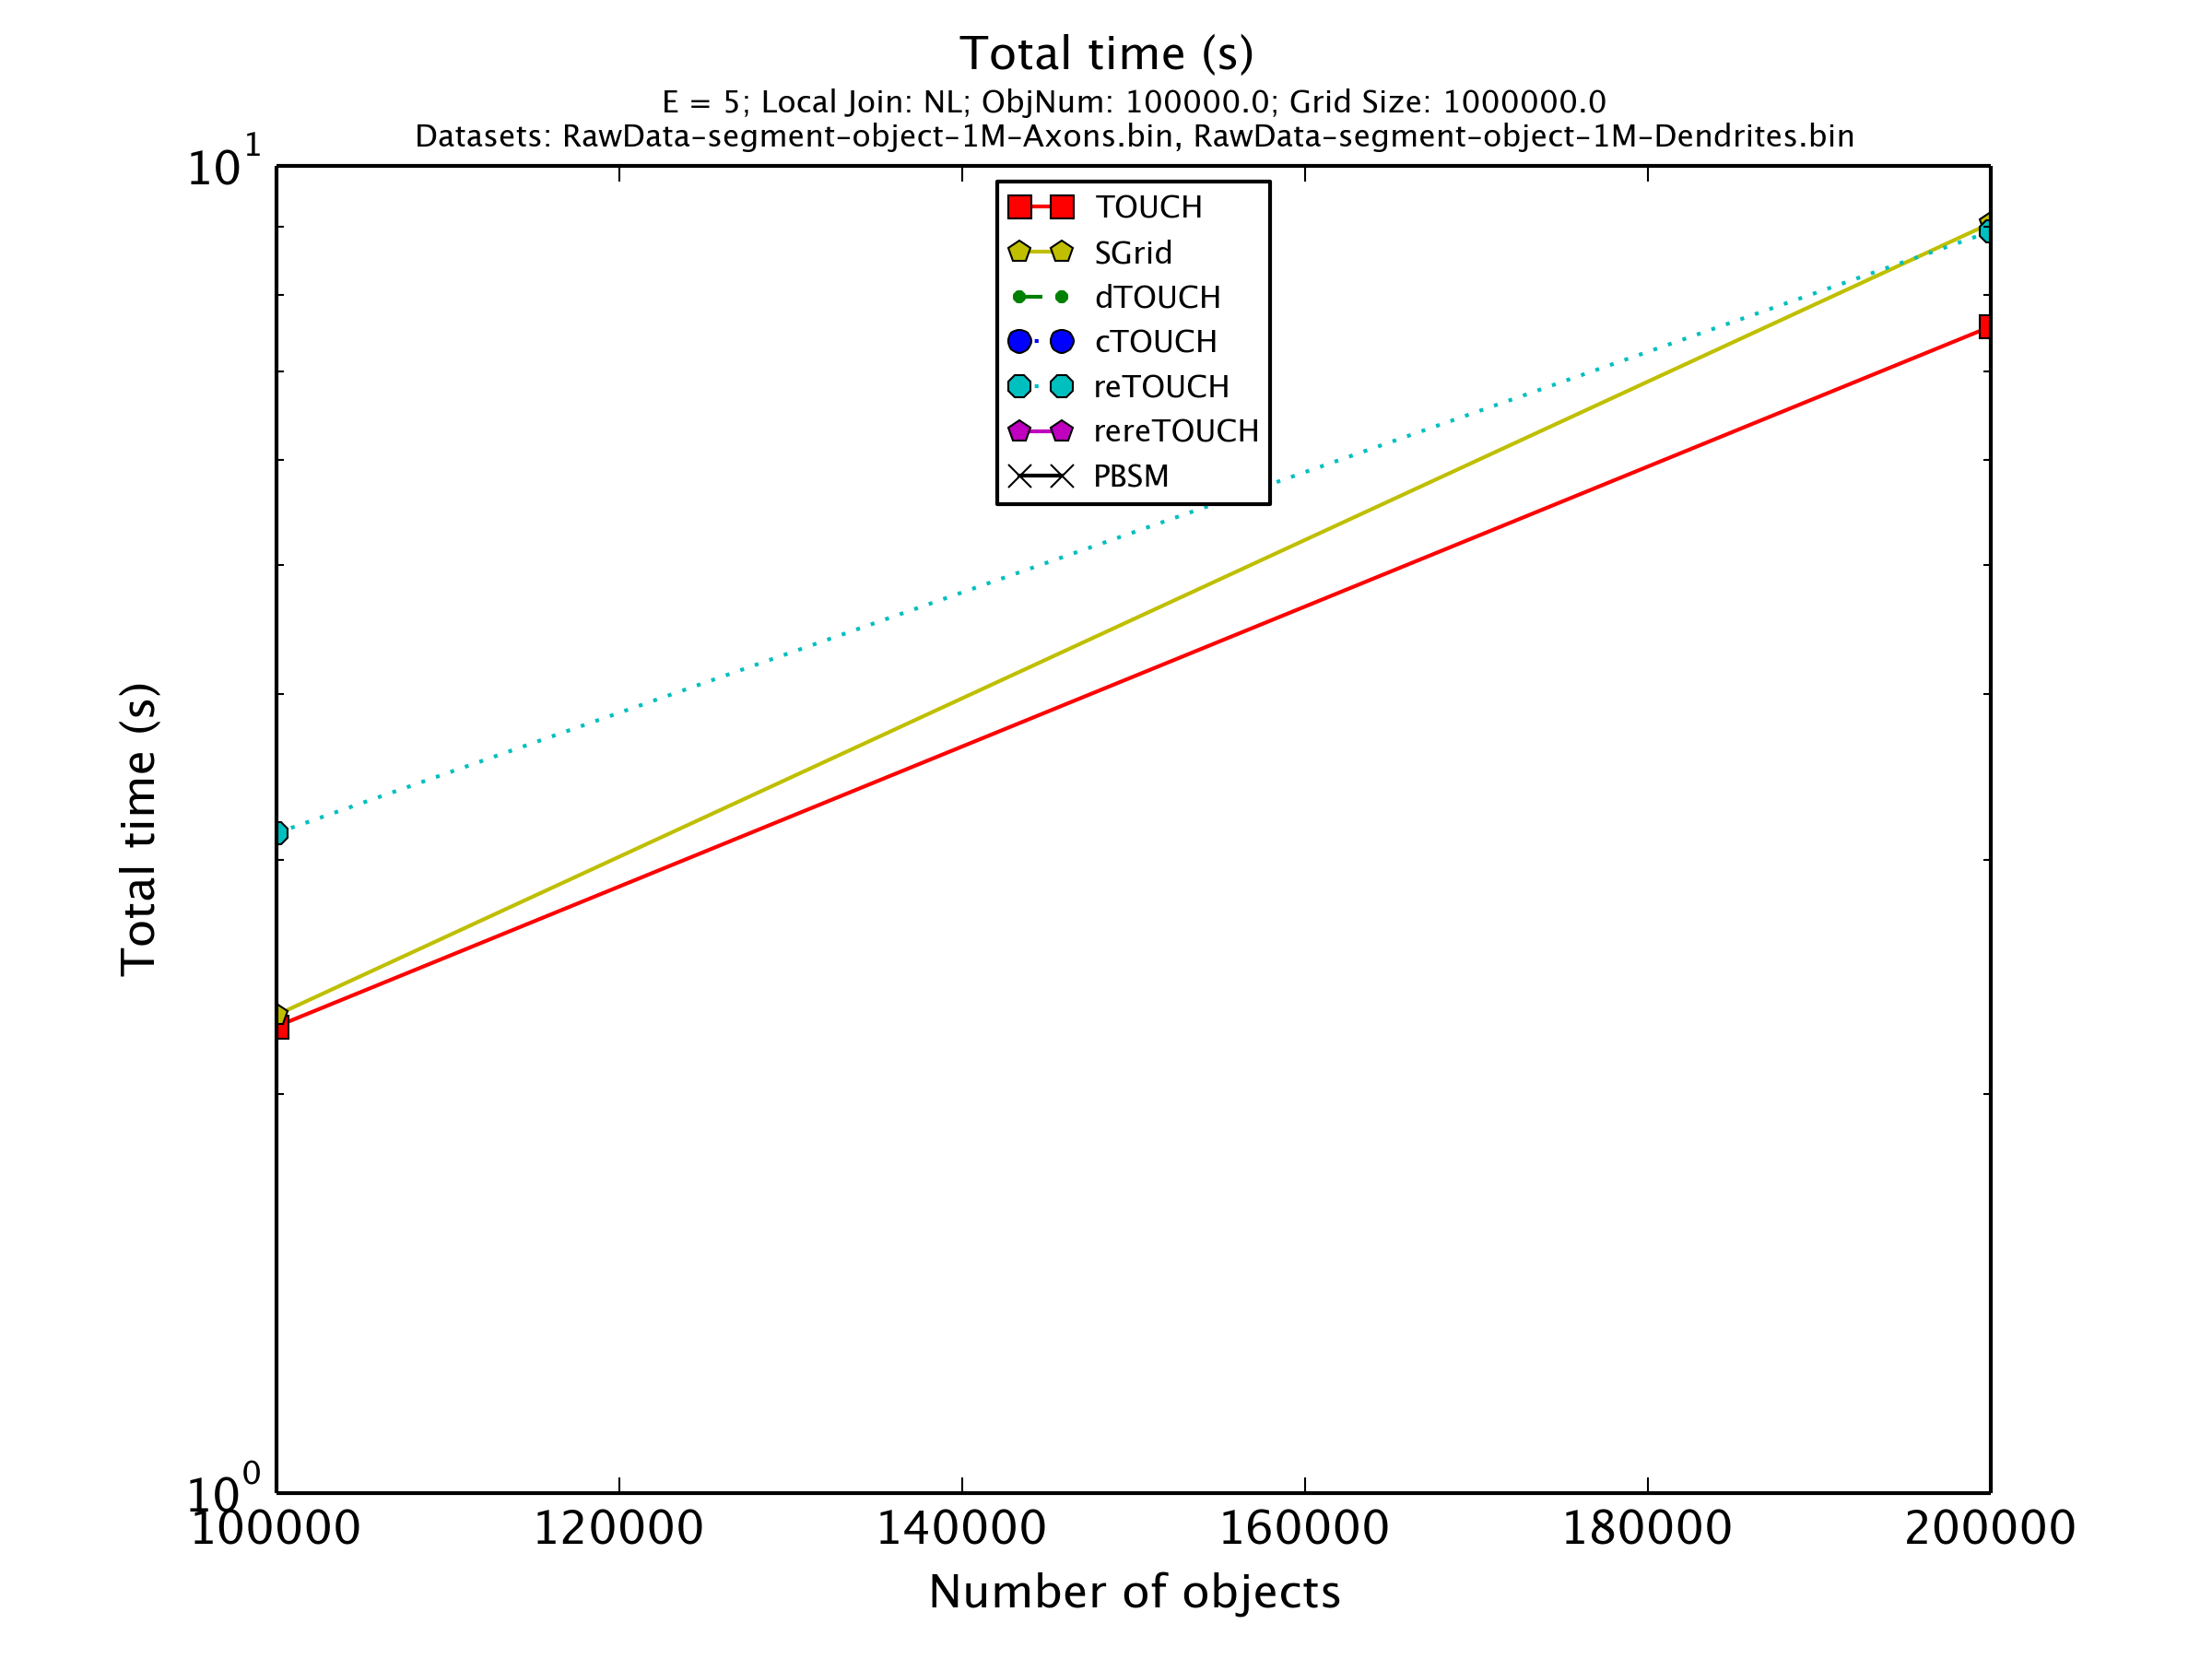 Total time (s)
E = 5; Local Join: NL; ObjNum: 100000.0; Grid Size: 1000000.0
Datasets: RawData-segment-object-1M-Axons.bin, RawData-segment-object-1M-Dendrites.bin
10^1
TOUCH
SGrid
dTOUCH
cTOUCH
reTOUCH
rereTOUCH
PBSM
Total time (s)
10^0
100000 120000 140000 160000 180000 200000
Number of objects